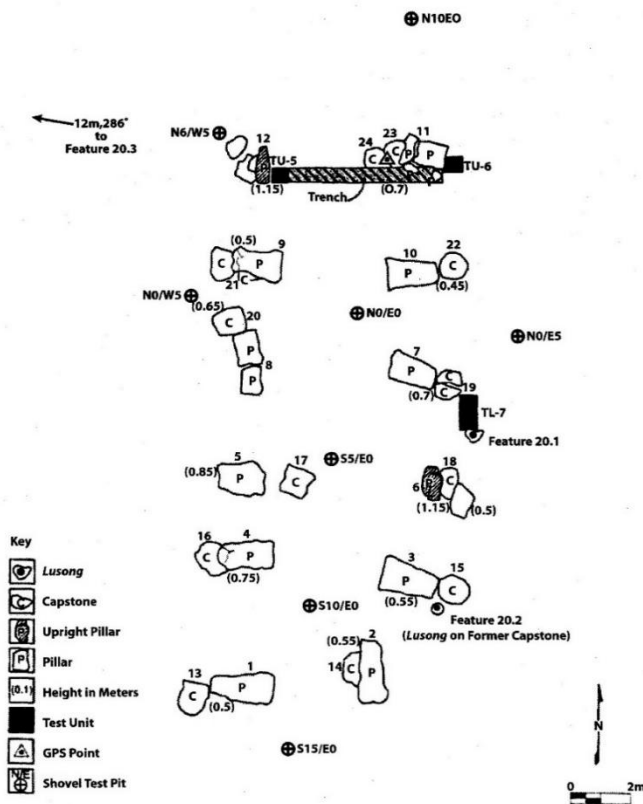 N10EO
12m,286°
to
Feature 20.3
N6/W5
12
TU-5
(1.15)
24
23
11
C
C
P
P
TU-6
(O.7)
Trench
(0.5)
9
C
P
C
21
10
22
P
C
(0.45)
N0/W5
(0.65)
20
C
P
8
P
N0/E0
N0/E5
7
P
C
C
(0.7)
19
TL-7
Feature 20.1
5
(0.85)
P
17
C
S5/E0
18
6
P
C
(1.15)
(0.5)
16
4
C
P
(0.75)
3
P
15
C
(0.55)
S10/E0
Feature 20.2
(Lusong on Former Capstone)
(0.55)
2
14
C
P
13
1
C
P
(0.5)
S15/E0
Key
Lusong
C
Capstone
P
Upright Pillar
P
Pillar
(0.1)
Height in Meters
Test Unit
GPS Point
N/E
Shovel Test Pit
N
0
2m